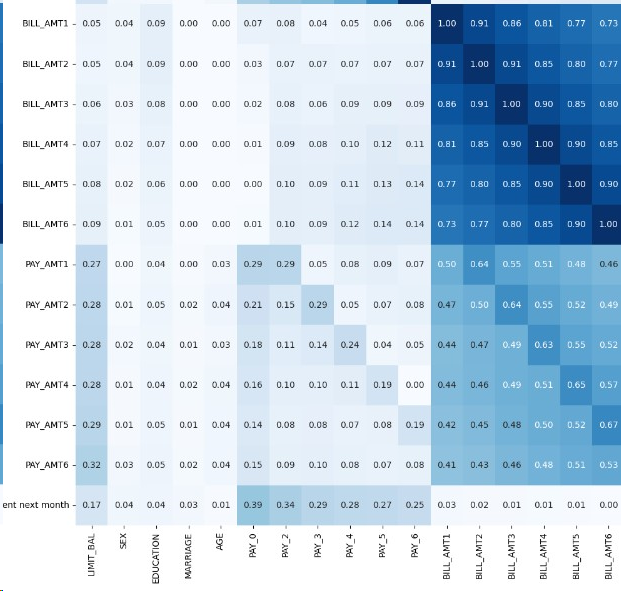 BILL_AMT1 - 0.05 0.04 0.09 0.00 0.00 0.07 0.08 0.04 0.05 0.06 0.06 1.00 0.91 0.86 0.81 0.77 0.73
BILL_AMT2 - 0.05 0.04 0.09 0.00 0.00 0.03 0.07 0.07 0.07 0.07 0.07 0.91 1.00 0.91 0.85 0.80 0.77
BILL_AMT3 - 0.06 0.03 0.08 0.00 0.00 0.02 0.08 0.06 0.09 0.09 0.09 0.86 0.91 1.00 0.90 0.85 0.80
BILL_AMT4 - 0.07 0.02 0.07 0.00 0.00 0.01 0.09 0.08 0.10 0.12 0.11 0.81 0.85 0.90 1.00 0.90 0.85
BILL_AMT5 - 0.08 0.02 0.06 0.00 0.00 0.00 0.10 0.09 0.11 0.13 0.14 0.77 0.80 0.85 0.90 1.00 0.90
BILL_AMT6 - 0.09 0.01 0.05 0.00 0.00 0.01 0.10 0.09 0.12 0.14 0.14 0.73 0.77 0.80 0.85 0.90 1.00
PAY_AMT1 - 0.27 0.00 0.04 0.00 0.03 0.29 0.29 0.05 0.08 0.09 0.07 0.50 0.64 0.55 0.51 0.48 0.46
PAY_AMT2 - 0.28 0.01 0.05 0.02 0.04 0.21 0.15 0.29 0.05 0.07 0.08 0.47 0.50 0.64 0.55 0.52 0.49
PAY_AMT3 - 0.28 0.02 0.04 0.01 0.03 0.18 0.11 0.14 0.24 0.04 0.05 0.44 0.47 0.49 0.63 0.55 0.52
PAY_AMT4 - 0.28 0.01 0.04 0.02 0.04 0.16 0.10 0.10 0.11 0.19 0.00 0.44 0.46 0.49 0.51 0.65 0.57
PAY_AMT5 - 0.29 0.01 0.05 0.01 0.04 0.14 0.08 0.08 0.07 0.08 0.19 0.42 0.45 0.48 0.50 0.52 0.67
PAY_AMT6 - 0.32 0.03 0.05 0.02 0.04 0.15 0.09 0.10 0.08 0.07 0.08 0.41 0.43 0.46 0.48 0.51 0.53
ent next month - 0.17 0.04 0.04 0.03 0.01 0.39 0.34 0.29 0.28 0.27 0.25 0.03 0.02 0.01 0.01 0.01 0.00
LIMIT_BAL SEX EDUCATION MARRIAGE AGE PAY_0 PAY_2 PAY_3 PAY_4 PAY_5 PAY_6 BILL_AMT1 BILL_AMT2 BILL_AMT3 BILL_AMT4 BILL_AMT5 BILL_AMT6